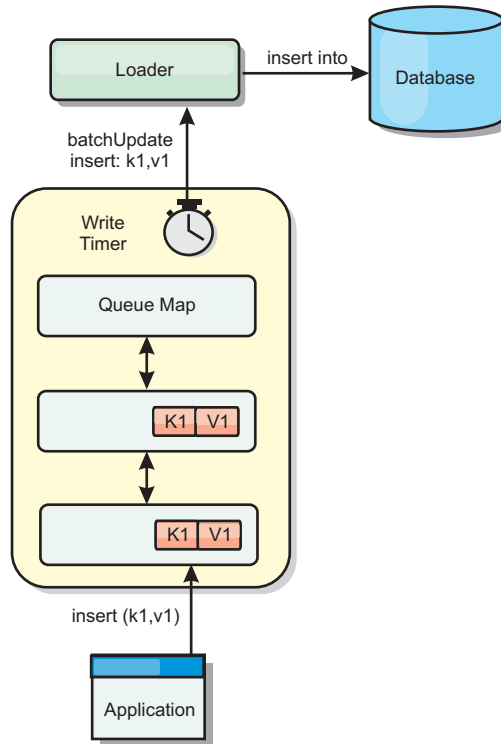 Loader
insert into
Database
batchUpdate
insert: k1,v1
Write
Timer
Queue Map
K1 V1
K1 V1
insert (k1,v1)
Application